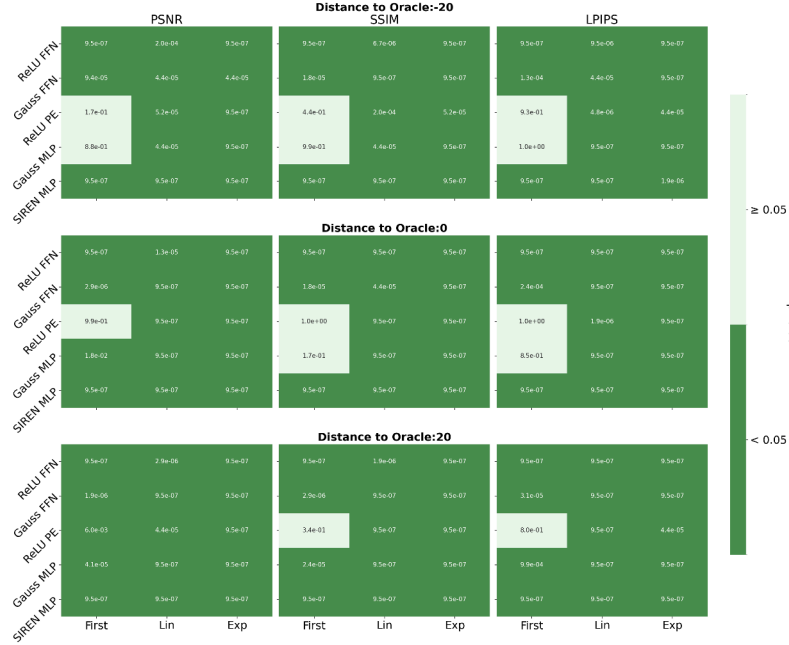 Distance to Oracle:-20
PSNR SSIM LPIPS
ReLU FFN 9.5e-07 2.0e-04 9.5e-07 9.5e-07 6.7e-06 9.5e-07 9.5e-07 9.5e-06 9.5e-07
Gauss FFN 9.4e-05 4.4e-05 4.4e-05 1.8e-05 9.5e-07 9.5e-07 1.3e-04 4.4e-05 9.5e-07
ReLU PE 1.7e-01 5.2e-05 9.5e-07 4.4e-01 2.0e-04 5.2e-05 9.3e-01 4.8e-06 4.4e-05
Gauss MLP 8.8e-01 4.4e-05 9.5e-07 9.9e-01 4.4e-05 9.5e-07 1.0e+00 9.5e-07 9.5e-07
SIREN MLP 9.5e-07 9.5e-07 9.5e-07 9.5e-07 9.5e-07 9.5e-07 9.5e-07 9.5e-07 1.9e-06
Distance to Oracle:0
ReLU FFN 9.5e-07 1.3e-05 9.5e-07 9.5e-07 9.5e-07 9.5e-07 9.5e-07 9.5e-07 9.5e-07
Gauss FFN 2.9e-06 9.5e-07 9.5e-07 1.8e-05 4.4e-05 9.5e-07 2.4e-04 9.5e-07 9.5e-07
ReLU PE 9.9e-01 9.5e-07 9.5e-07 1.0e+00 9.5e-07 9.5e-07 1.0e+00 1.9e-06 9.5e-07
Gauss MLP 1.8e-02 9.5e-07 9.5e-07 1.7e-01 9.5e-07 9.5e-07 8.5e-01 9.5e-07 9.5e-07
SIREN MLP 9.5e-07 9.5e-07 9.5e-07 9.5e-07 9.5e-07 9.5e-07 9.5e-07 9.5e-07 9.5e-07
Distance to Oracle:20
ReLU FFN 9.5e-07 2.9e-06 9.5e-07 9.5e-07 1.9e-06 9.5e-07 9.5e-07 9.5e-07 9.5e-07
Gauss FFN 1.9e-06 9.5e-07 9.5e-07 2.9e-06 9.5e-07 9.5e-07 3.1e-05 9.5e-07 9.5e-07
ReLU PE 6.0e-03 4.4e-05 9.5e-07 3.4e-01 9.5e-07 9.5e-07 8.0e-01 9.5e-07 4.4e-05
Gauss MLP 4.1e-05 9.5e-07 9.5e-07 2.4e-05 9.5e-07 9.5e-07 9.9e-04 9.5e-07 9.5e-07
SIREN MLP 9.5e-07 9.5e-07 9.5e-07 9.5e-07 9.5e-07 9.5e-07 9.5e-07 9.5e-07 9.5e-07
First Lin Exp First Lin Exp First Lin Exp
≥ 0.05
< 0.05